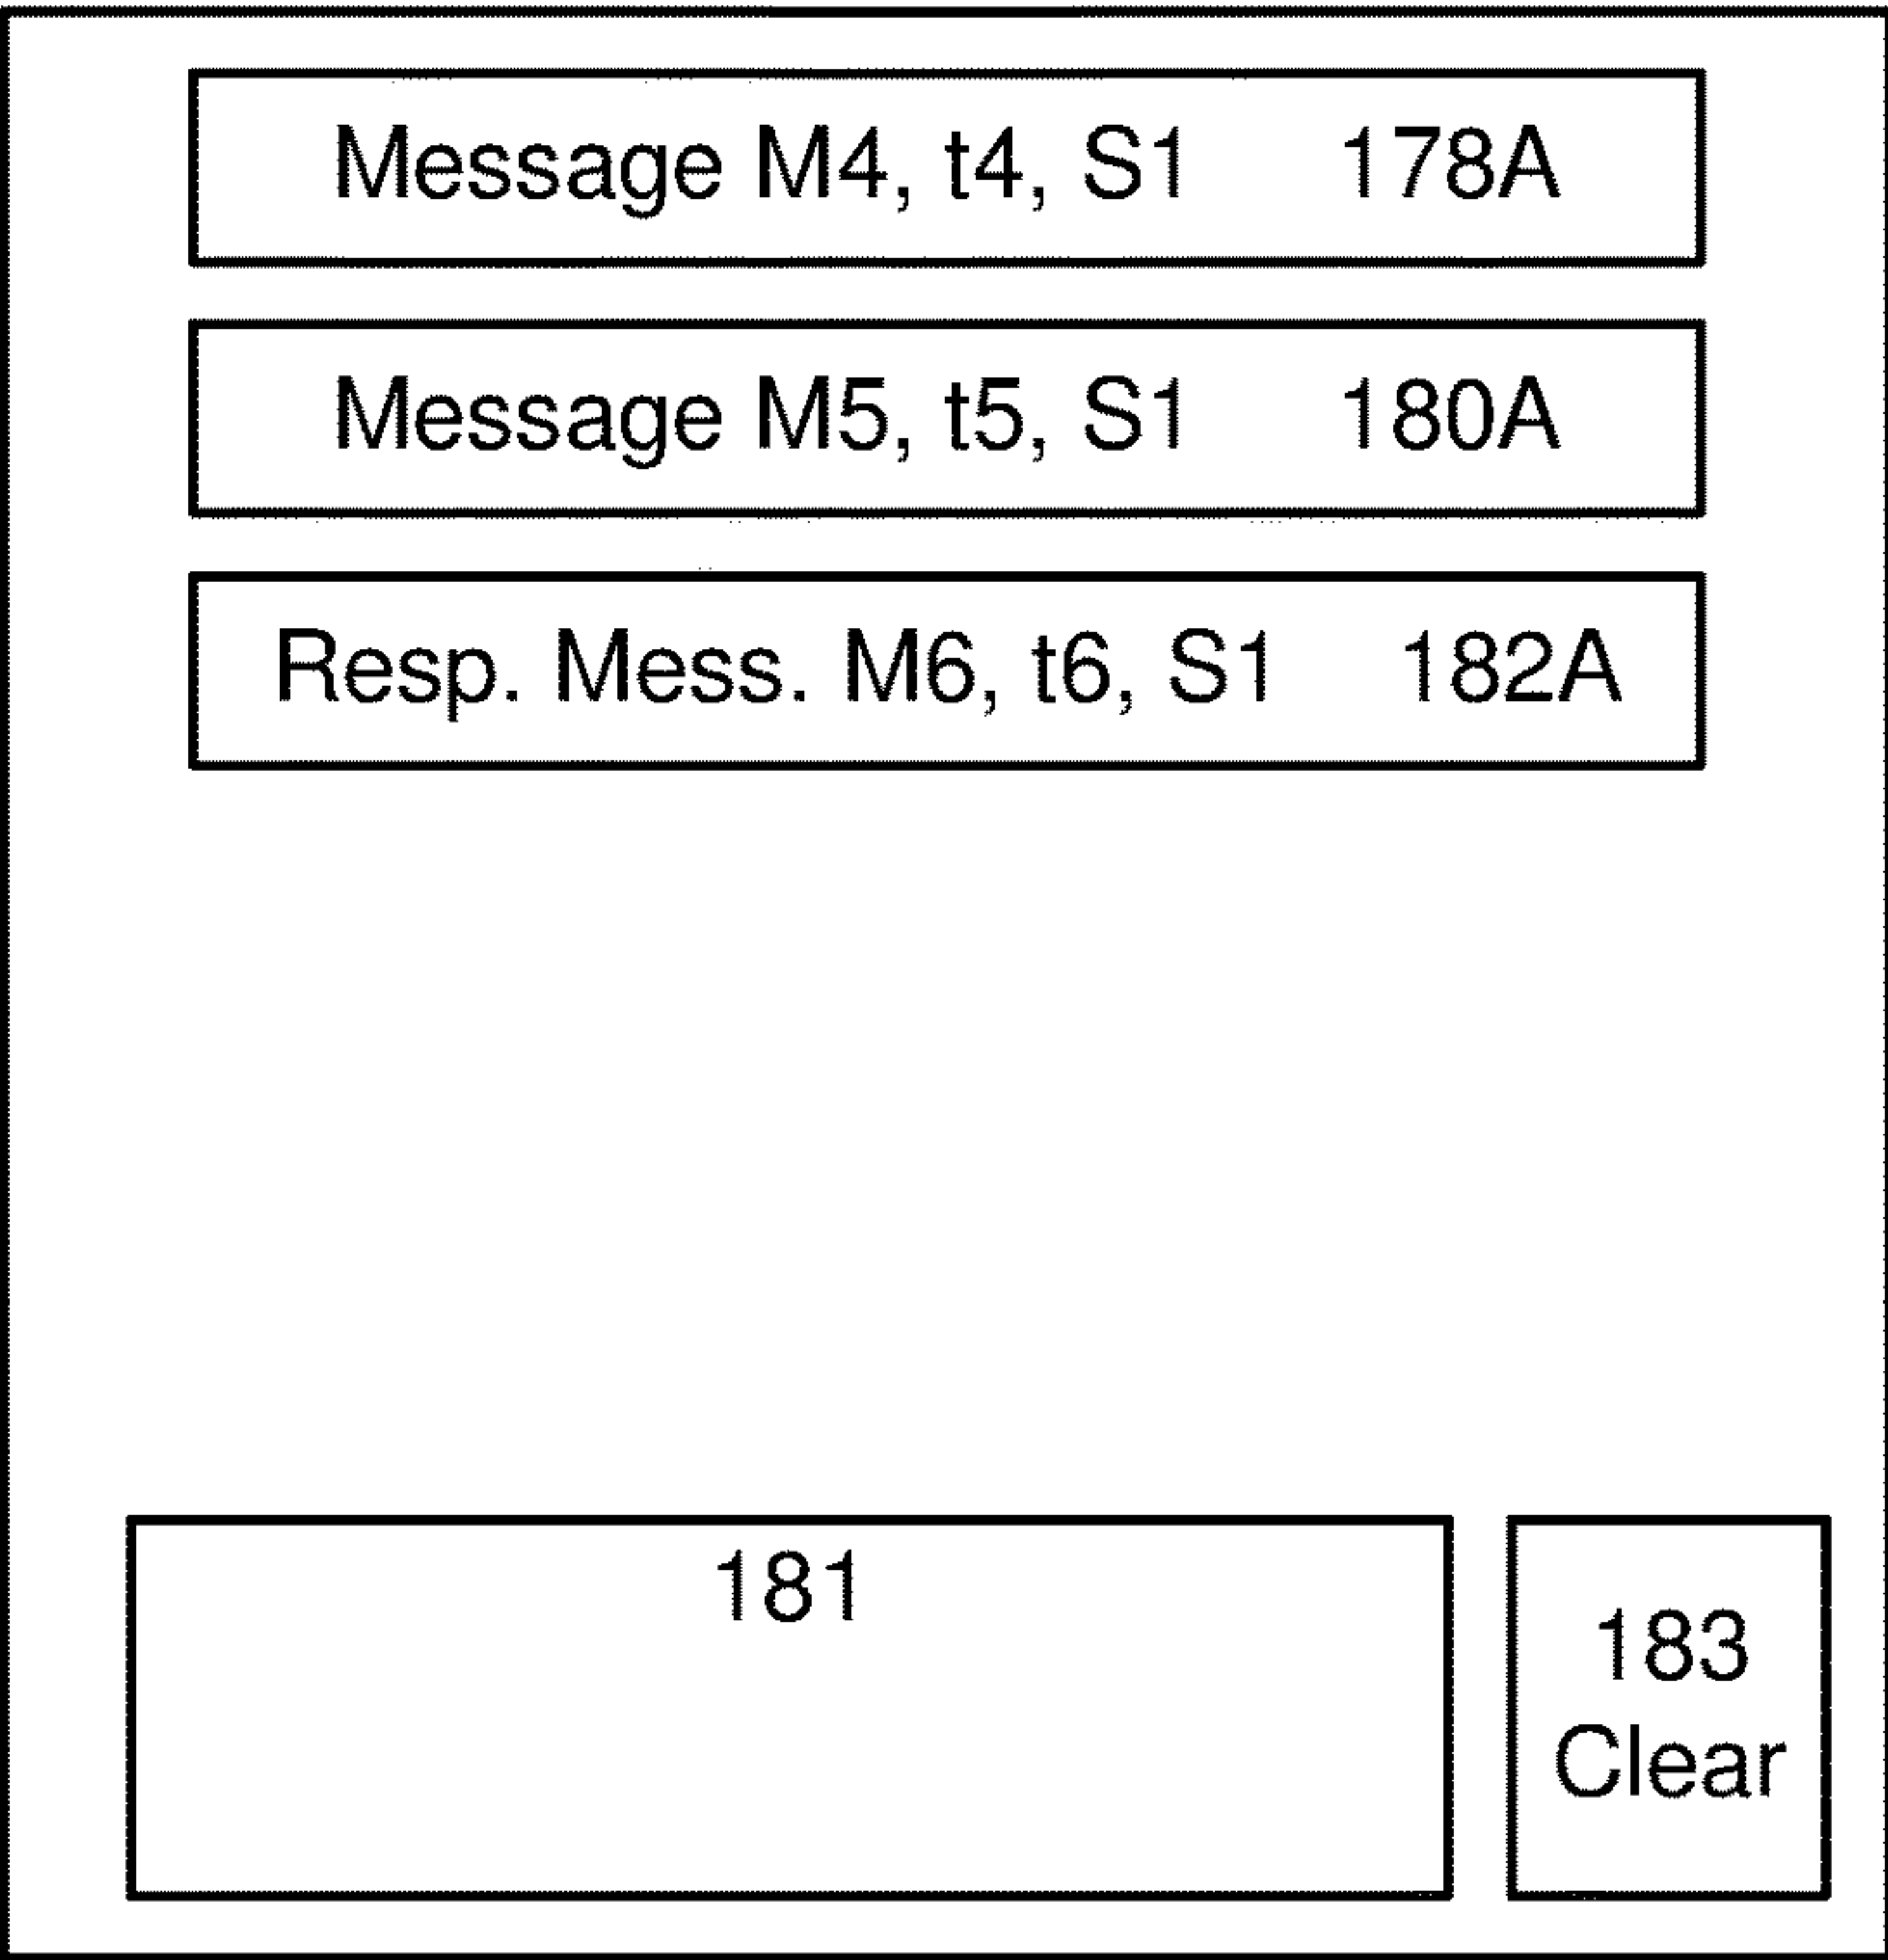 Message M4, t4, S1 178A
Message M5, t5, S1 180A
Resp. Mess. M6, t6, S1 182A
181
183
Clear